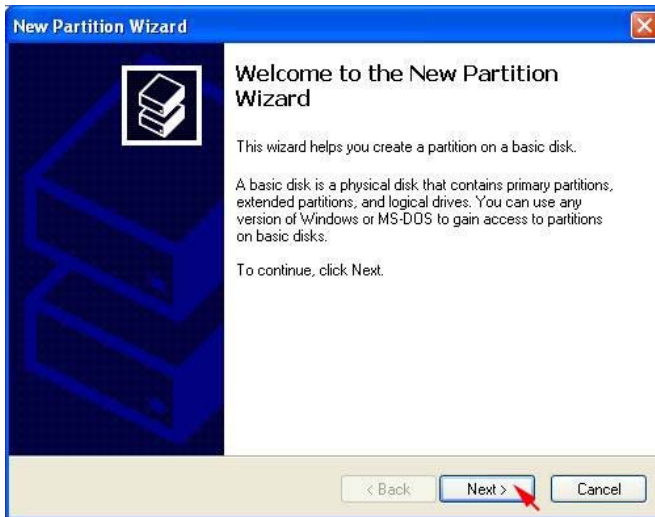 New Partition Wizard
Welcome to the New Partition
Wizard
This wizard helps you create a partition on a basic disk.
A basic disk is a physical disk that contains primary partitions,
extended partitions, and logical drives. You can use any
version of Windows or MS-DOS to gain access to partitions
on basic disks.
To continue, click Next.
< Back Next > Cancel